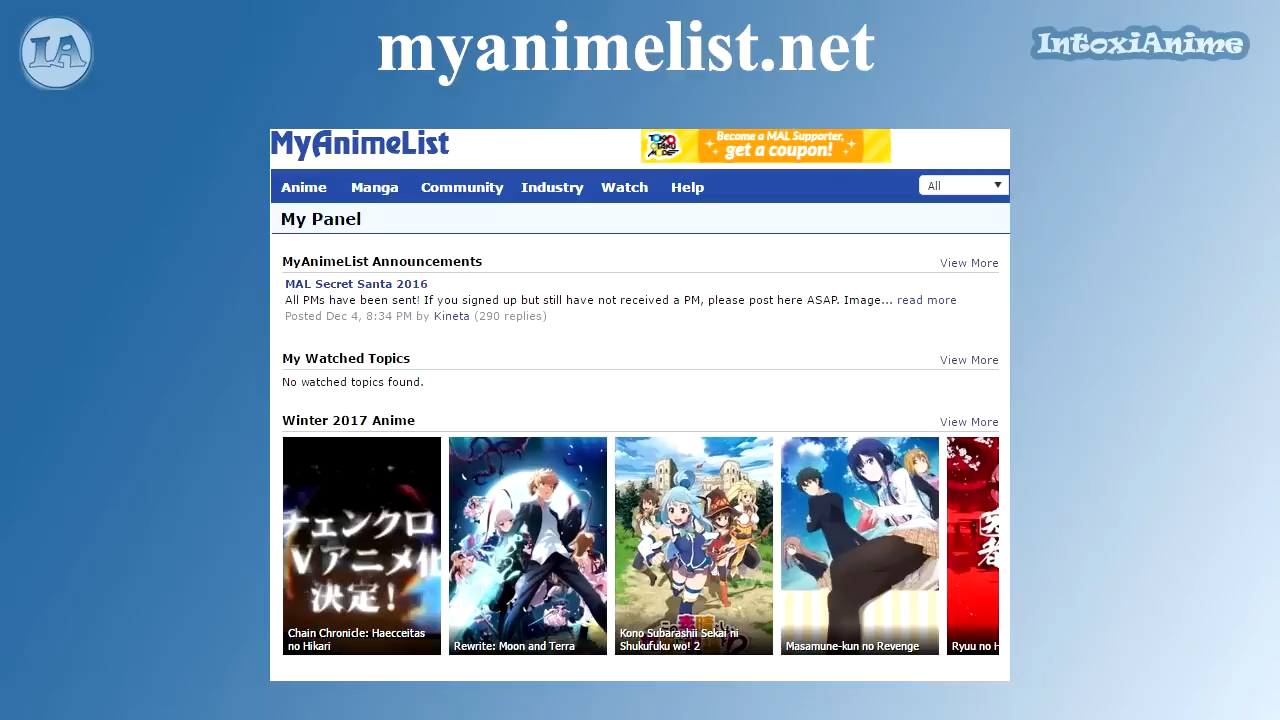 IA
myanimelist.net
IntoxiAnime
MyAnimeList
TOKYO OTAKU MODE
Become a MAL Supporter,
get a coupon!
Anime Manga Community Industry Watch Help All
My Panel
MyAnimeList Announcements View More
MAL Secret Santa 2016
All PMs have been sent! If you signed up but still have not received a PM, please post here ASAP. Image... read more
Posted Dec 4, 8:34 PM by Kineta (290 replies)
My Watched Topics View More
No watched topics found.
Winter 2017 Anime View More
チェンクロ
Vアニメ化
決定!
Chain Chronicle: Haecceitas
no Hikari
Rewrite: Moon and Terra
Kono Subarashii Sekai ni
Shukufuku wo! 2
Masamune-kun no Revenge
Ryuu no H